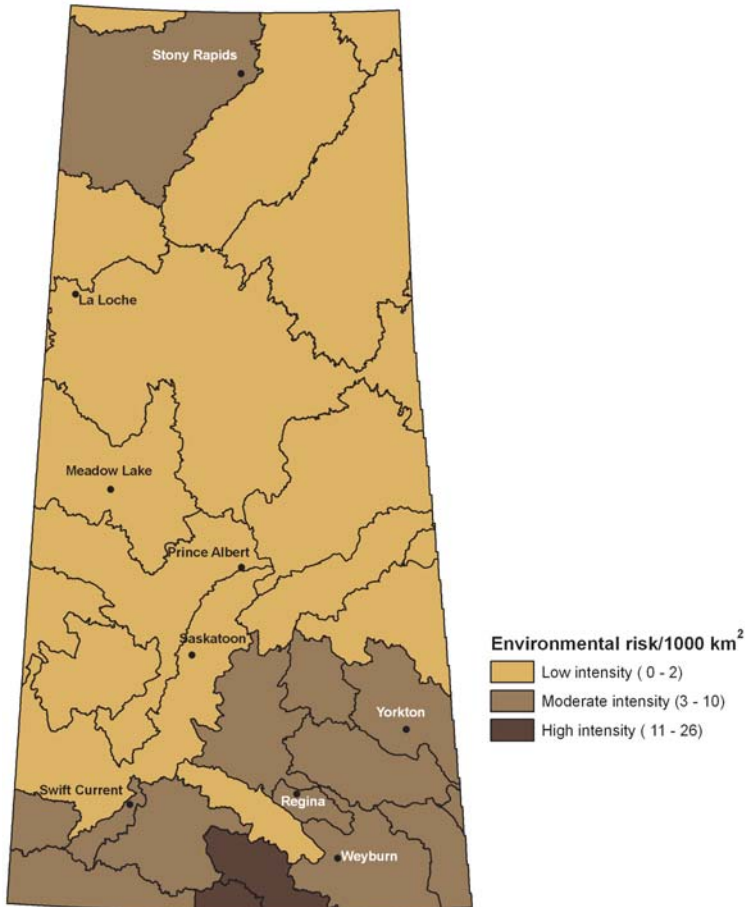 Stony Rapids
La Loche
Meadow Lake
Prince Albert
Saskatoon
Environmental risk/1000 km²
Low intensity ( 0 - 2)
Moderate intensity (3 - 10)
Yorkton
High intensity ( 11 - 26)
Swift Current
Regina
Weyburn